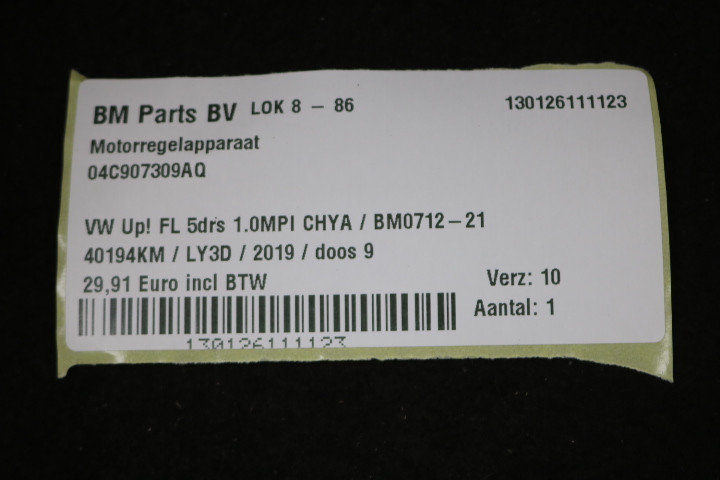 BM Parts BV LOK 8 - 86 130126111123
Motorregelapparaat
04C907309AQ
VW Up! FL 5drs 1.0MPI CHYA / BM0712-21
40194KM / LY3D / 2019 / doos 9
29,91 Euro incl BTW Verz: 10
Aantal: 1
130126111123